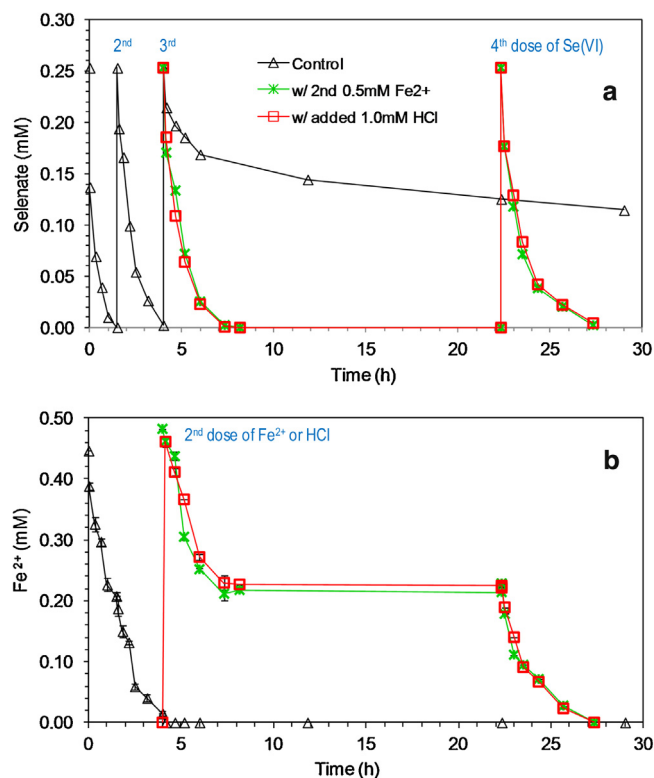 0.30
0.25
0.20
0.15
0.10
0.05
0.00
Selenate (mM)
2nd
3rd
4th dose of Se(VI)
Control
w/ 2nd 0.5mM Fe2+
w/ added 1.0mM HCl
a
0 5 10 15 20 25 30
Time (h)
0.50
0.40
0.30
0.20
0.10
0.00
Fe2+ (mM)
2nd dose of Fe2+ or HCl
b
0 5 10 15 20 25 30
Time (h)